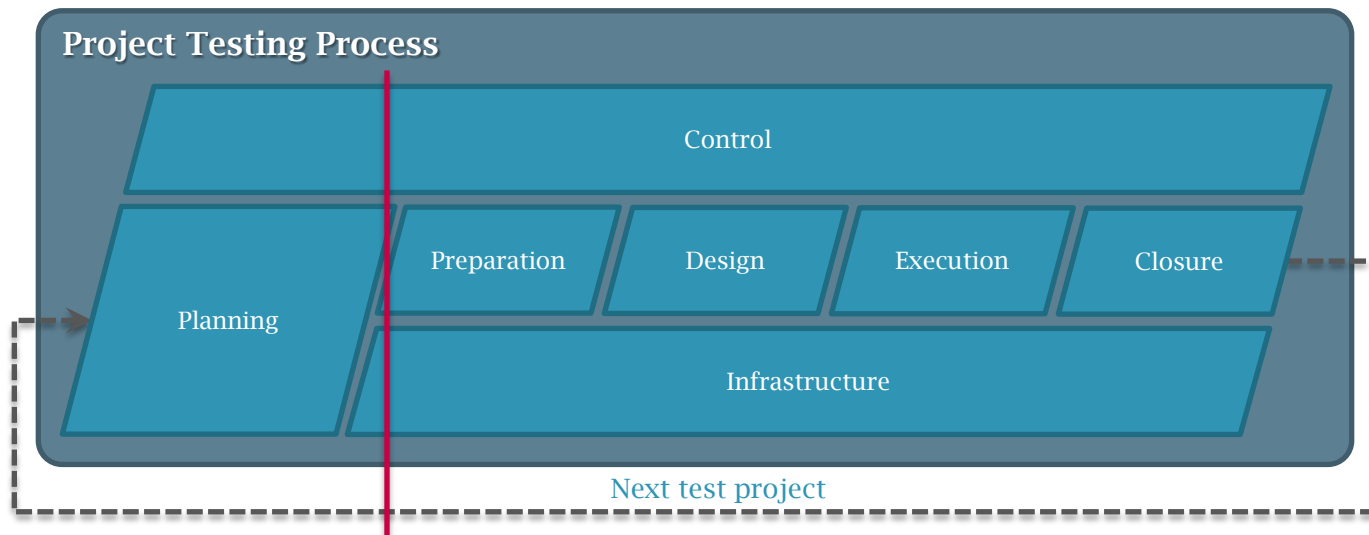 Project Testing Process
Control
Planning
Preparation
Design
Execution
Closure
Infrastructure
Next test project